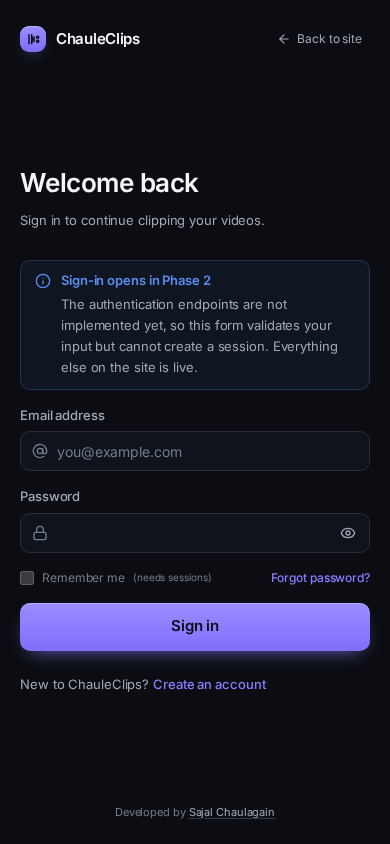 ChauleClips
Back to site
Welcome back
Sign in to continue clipping your videos.
Sign-in opens in Phase 2
The authentication endpoints are not
implemented yet, so this form validates your
input but cannot create a session. Everything
else on the site is live.
Email address
you@example.com
Password
Remember me (needs sessions)
Forgot password?
Sign in
New to ChauleClips? Create an account
Developed by Sajal Chaulagain